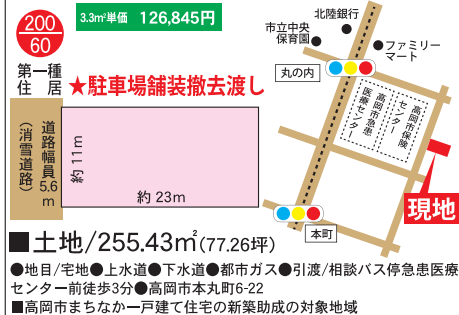 200
60
3.3㎡単価 126,845円
第一種
住居
★駐車場舗装撤去渡し
道路幅員
5.6
m
（消雪道路）
約11m
約23m
北陸銀行
市立中央
保育園
ファミリー
マート
丸の内
高岡市保険
センター
高岡市急患
医療センター
現地
本町
■土地/255.43㎡(77.26坪)
●地目/宅地●上水道●下水道●都市ガス●引渡/相談バス停急患医療
センター前徒歩3分●高岡市本丸町6-22
■高岡市まちなか一戸建て住宅の新築助成の対象地域